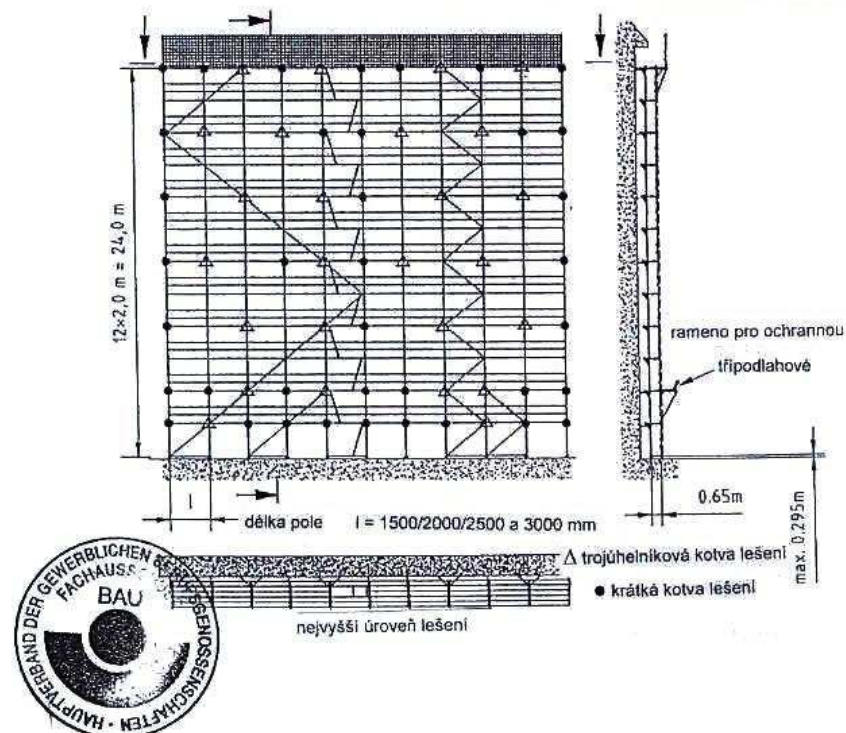 12×2,0 m = 24,0 m
rameno pro ochrannou
třípodlahové
0.65m
max. 0.295m
l
délka pole l = 1500/2000/2500 a 3000 mm
△ trojúhelníková kotva lešení
● krátká kotva lešení
nejvyšší úroveň lešení
HAUPTVERBAND DER GEWERBLICHEN
FACHAUSS
BAU